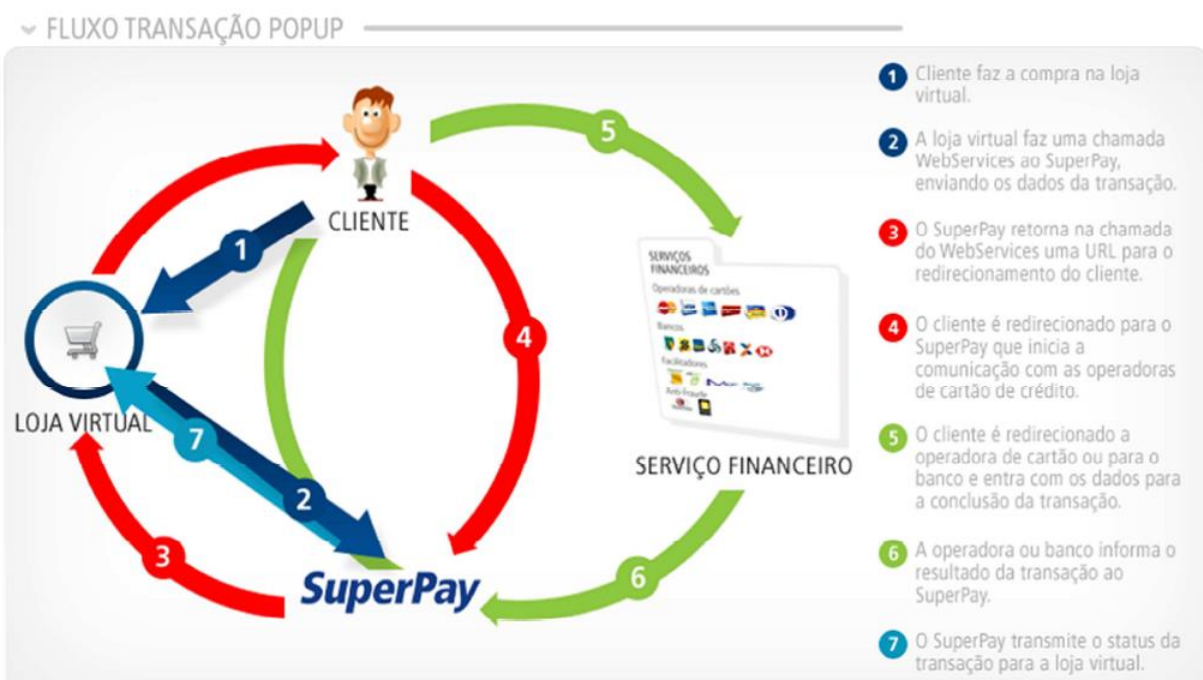 FLUXO TRANSAÇÃO POPUP
CLIENTE
LOJA VIRTUAL
SuperPay
SERVIÇOS
FINANCEIROS
Operadoras de cartões
Bancos
Facilitadores
Anti-Fraude
SERVIÇO FINANCEIRO
1
2
3
4
5
6
7
1 Cliente faz a compra na loja
virtual.
2 A loja virtual faz uma chamada
WebServices ao SuperPay,
enviando os dados da transação.
3 O SuperPay retorna na chamada
do WebServices uma URL para o
redirecionamento do cliente.
4 O cliente é redirecionado para o
SuperPay que inicia a
comunicação com as operadoras
de cartão de crédito.
5 O cliente é redirecionado a
operadora de cartão ou para o
banco e entra com os dados para
a conclusão da transação.
6 A operadora ou banco informa o
resultado da transação ao
SuperPay.
7 O SuperPay transmite o status da
transação para a loja virtual.